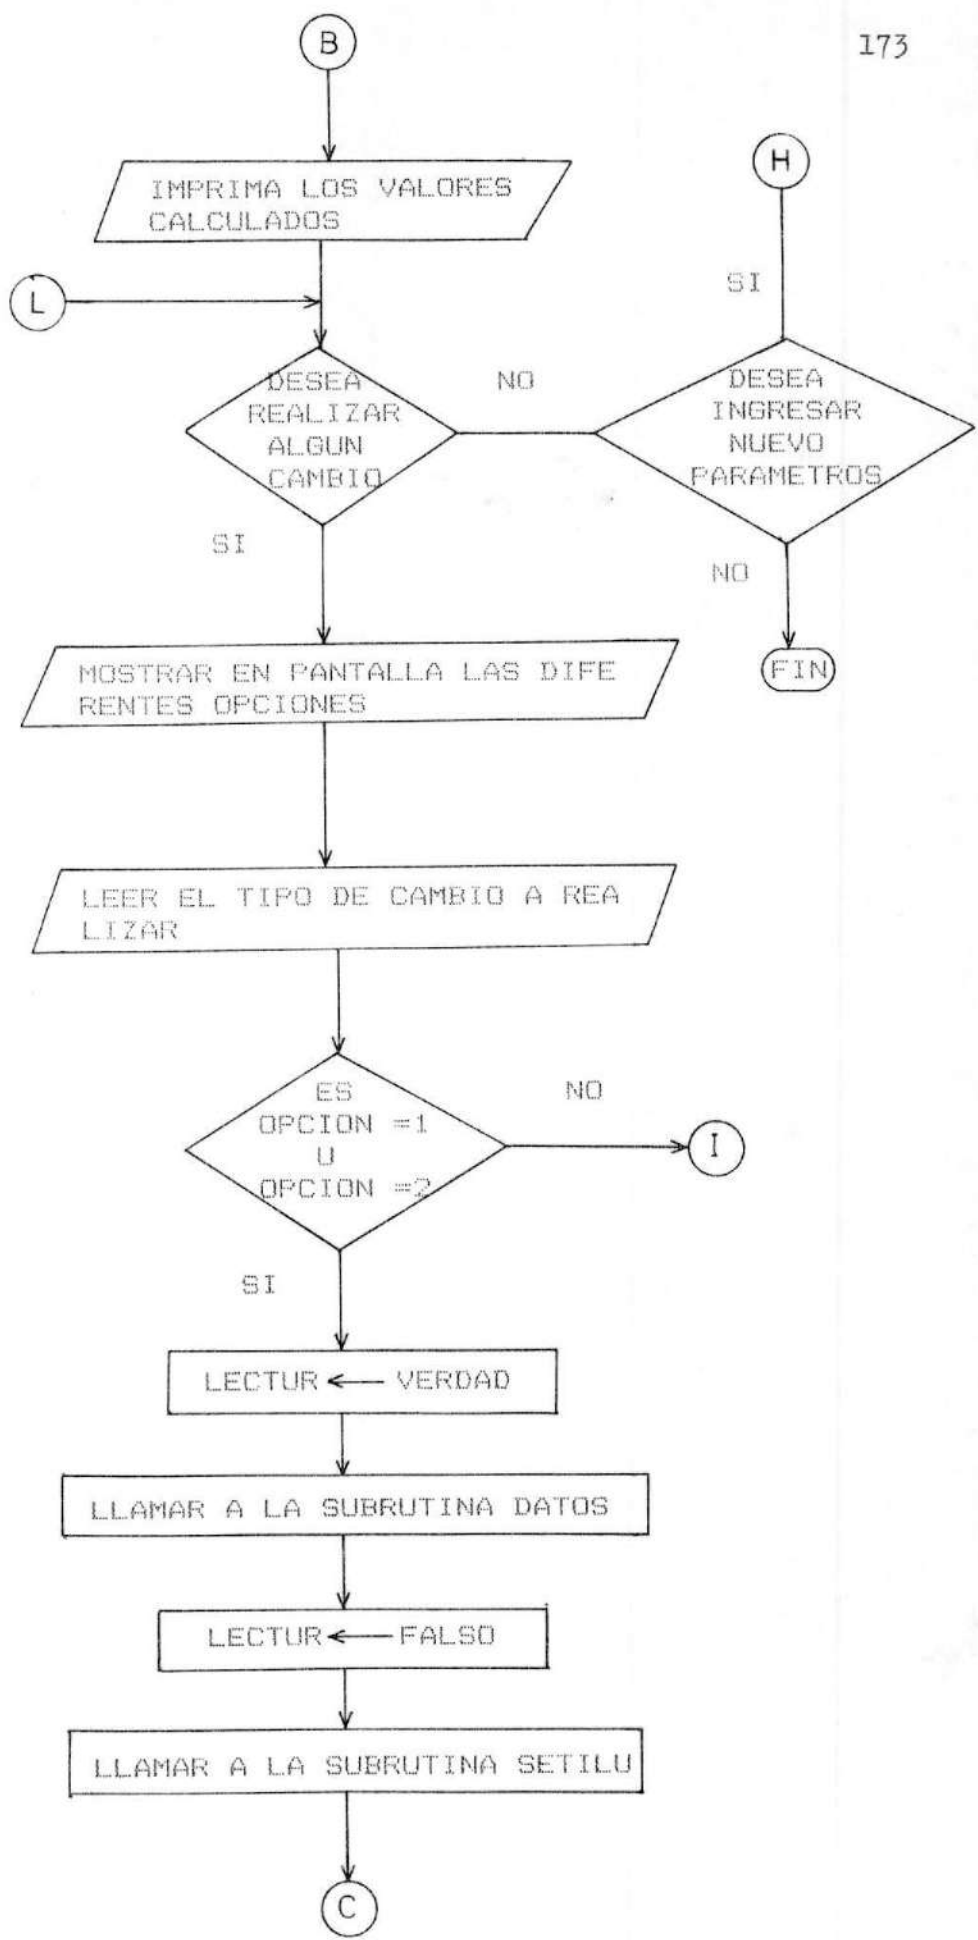 B
173
H
IMPRIMA LOS VALORES
CALCULADOS
SI
L
DESEA
REALIZAR
ALGUN
CAMBIO
NO
DESEA
INGRESAR
NUEVO
PARAMETROS
SI
NO
FIN
MOSTRAR EN PANTALLA LAS DIFE
RENTES OPCIONES
LEER EL TIPO DE CAMBIO A REA
LIZAR
ES
OPCION =1
U
OPCION =2
NO
I
SI
LECTUR ← VERDAD
LLAMAR A LA SUBRUTINA DATOS
LECTUR ← FALSO
LLAMAR A LA SUBRUTINA SETILU
C